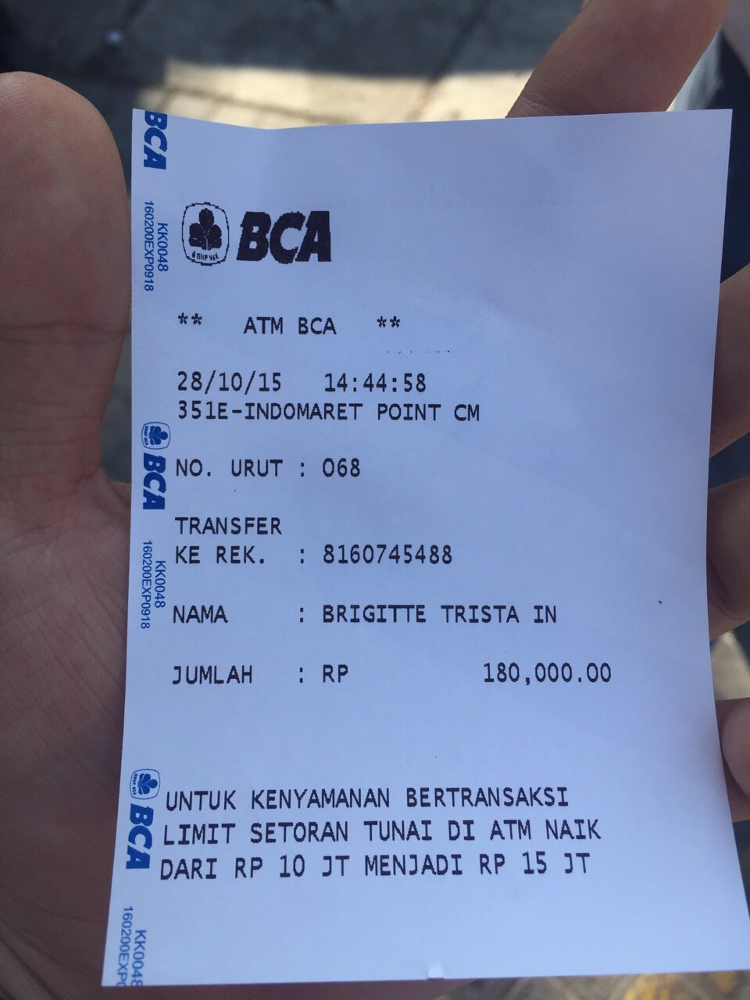 BCA
KK0048
160200EXP0918
BCA
** ATM BCA **
28/10/15 14:44:58
351E-INDOMARET POINT CM
BCA
NO. URUT : 068
TRANSFER
KE REK. : 8160745488
KK0048
160200EXP0918
NAMA : BRIGITTE TRISTA IN
JUMLAH : RP 180,000.00
BCA
UNTUK KENYAMANAN BERTRANSAKSI
LIMIT SETORAN TUNAI DI ATM NAIK
DARI RP 10 JT MENJADI RP 15 JT
KK0048
160200EXP